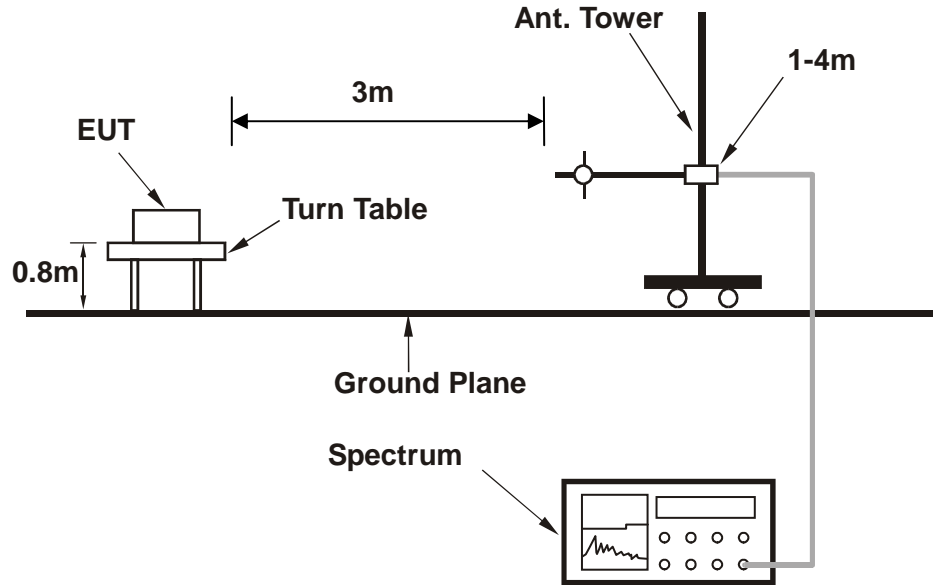 Ant. Tower
1-4m
3m
EUT
Turn Table
0.8m
Ground Plane
Spectrum